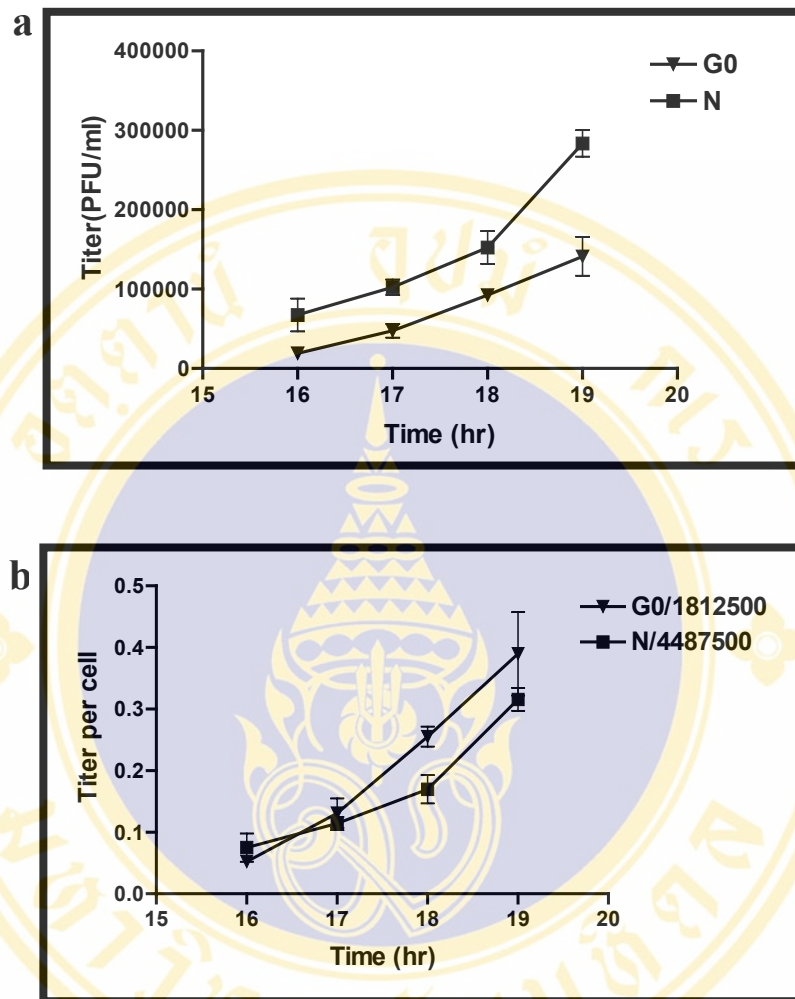 a
400000
300000
200000
100000
0
Titer(PFU/ml)
G0
N
15 16 17 18 19 20
Time (hr)
b
0.5
0.4
0.3
0.2
0.1
0.0
Titer per cell
G0/1812500
N/4487500
15 16 17 18 19 20
Time (hr)